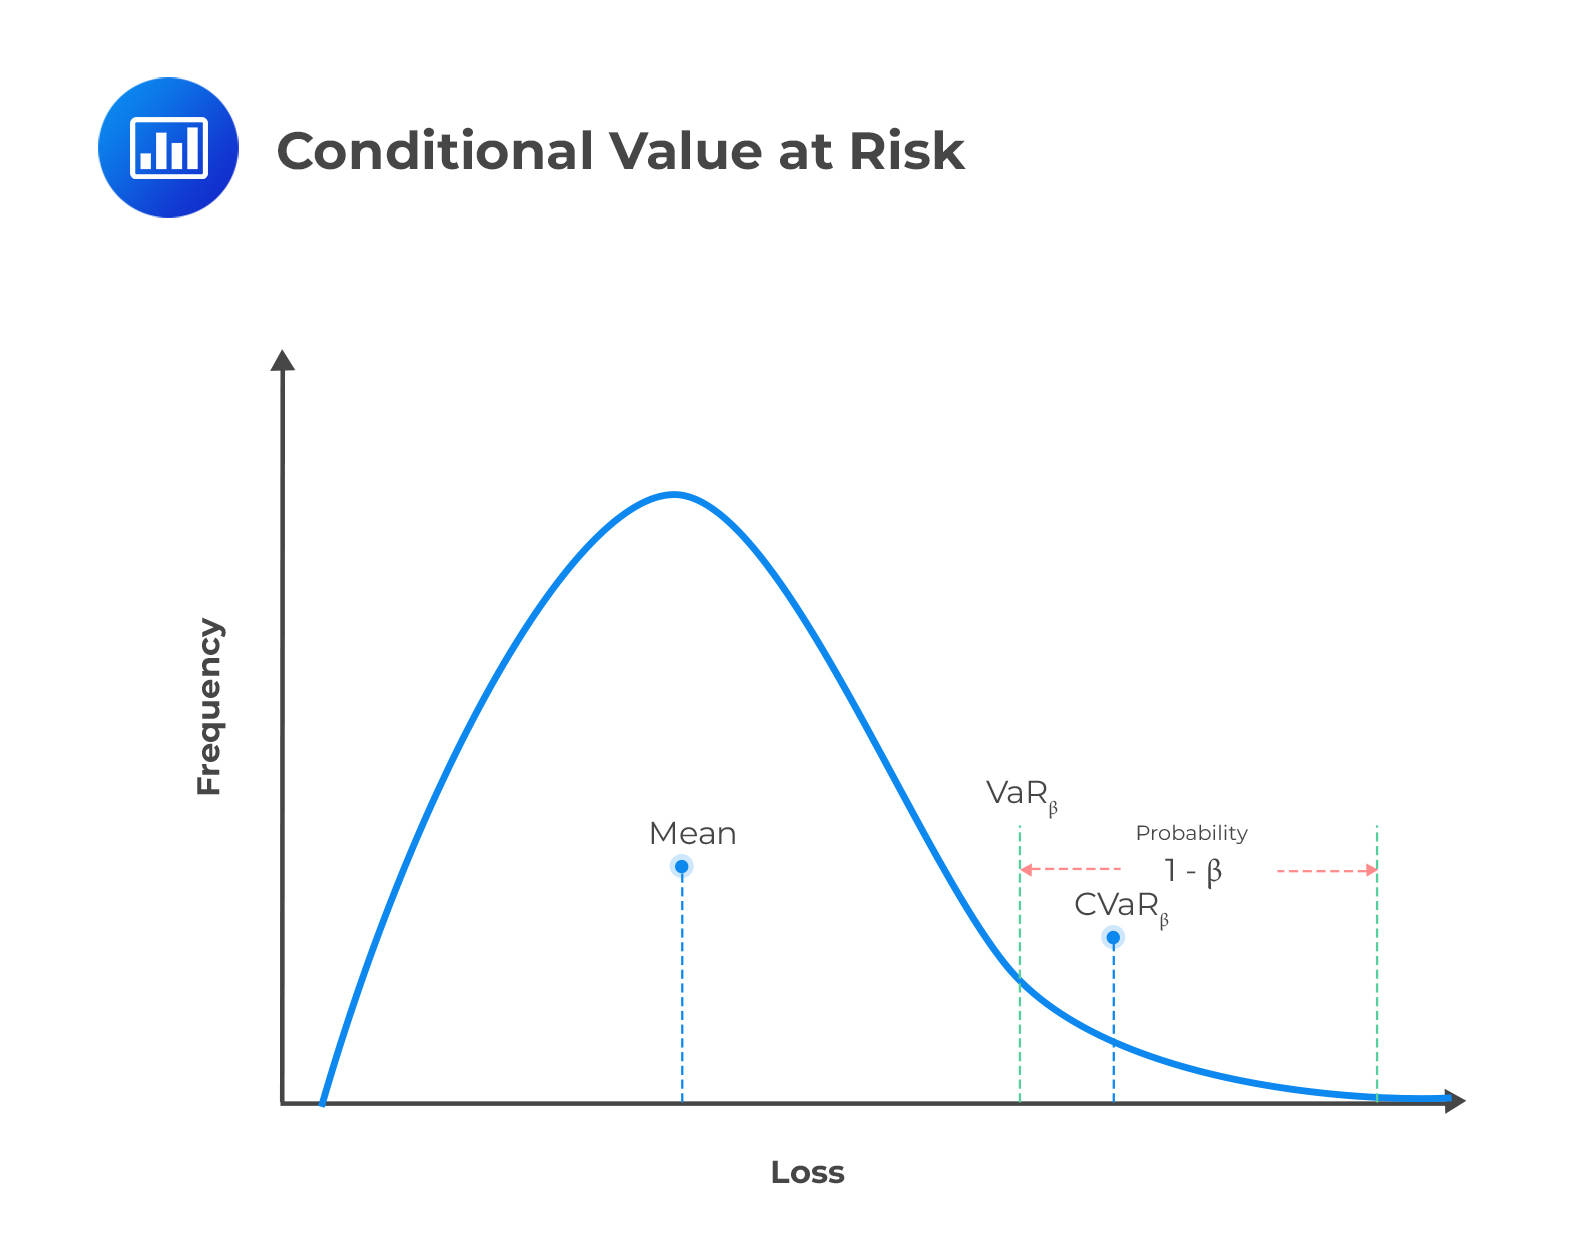 Conditional Value at Risk
Frequency
Mean
VaRᵦ
Probability
1 - β
CVaRᵦ
Loss